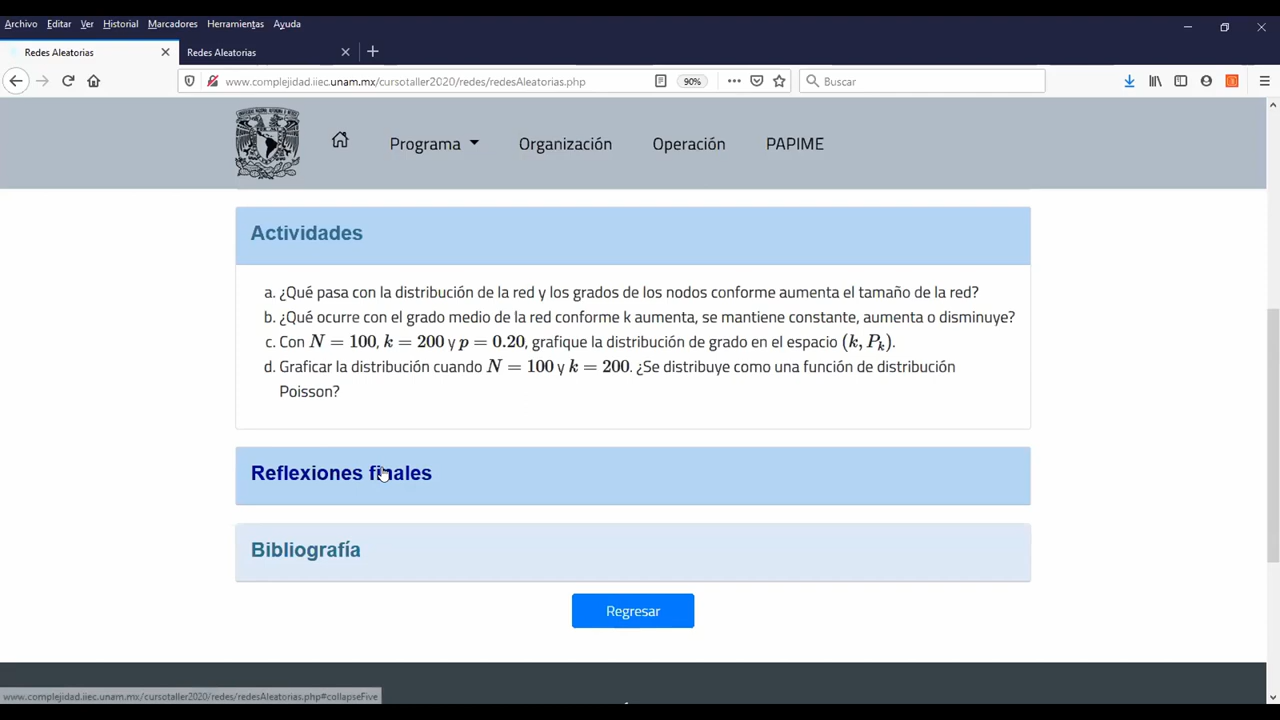 Archivo Editar Ver Historial Marcadores Herramientas Ayuda
Redes Aleatorias Redes Aleatorias
www.complejidad.iiec.unam.mx/cursotaller2020/redes/redesAleatorias.php 90% Buscar
Programa Organización Operación PAPIME
Actividades
a. ¿Qué pasa con la distribución de la red y los grados de los nodos conforme aumenta el tamaño de la red?
b. ¿Qué ocurre con el grado medio de la red conforme k aumenta, se mantiene constante, aumenta o disminuye?
c. Con N = 100, k = 200 y p = 0.20, grafique la distribución de grado en el espacio (k, Pₖ).
d. Graficar la distribución cuando N = 100 y k = 200. ¿Se distribuye como una función de distribución
Poisson?
Reflexiones finales
Bibliografía
Regresar
www.complejidad.iiec.unam.mx/cursotaller2020/redes/redesAleatorias.php#collapseFive